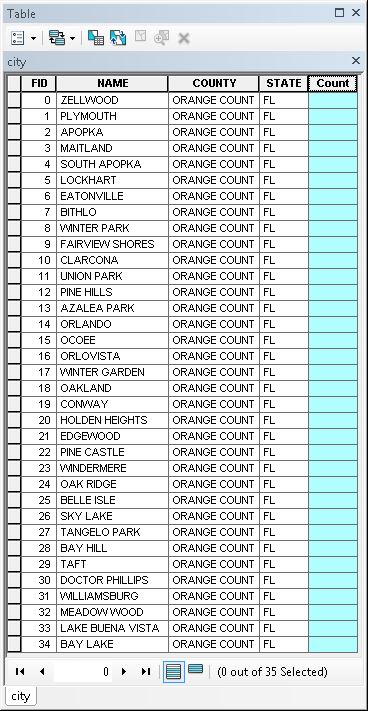 Table
city
FID NAME COUNTY STATE Count
0 ZELLWOOD ORANGE COUNT FL
1 PLYMOUTH ORANGE COUNT FL
2 APOPKA ORANGE COUNT FL
3 MAITLAND ORANGE COUNT FL
4 SOUTH APOPKA ORANGE COUNT FL
5 LOCKHART ORANGE COUNT FL
6 EATONVILLE ORANGE COUNT FL
7 BITHLO ORANGE COUNT FL
8 WINTER PARK ORANGE COUNT FL
9 FAIRVIEW SHORES ORANGE COUNT FL
10 CLARCONA ORANGE COUNT FL
11 UNION PARK ORANGE COUNT FL
12 PINE HILLS ORANGE COUNT FL
13 AZALEA PARK ORANGE COUNT FL
14 ORLANDO ORANGE COUNT FL
15 OCOEE ORANGE COUNT FL
16 ORLOVISTA ORANGE COUNT FL
17 WINTER GARDEN ORANGE COUNT FL
18 OAKLAND ORANGE COUNT FL
19 CONWAY ORANGE COUNT FL
20 HOLDEN HEIGHTS ORANGE COUNT FL
21 EDGEWOOD ORANGE COUNT FL
22 PINE CASTLE ORANGE COUNT FL
23 WINDERMERE ORANGE COUNT FL
24 OAK RIDGE ORANGE COUNT FL
25 BELLE ISLE ORANGE COUNT FL
26 SKY LAKE ORANGE COUNT FL
27 TANGELO PARK ORANGE COUNT FL
28 BAY HILL ORANGE COUNT FL
29 TAFT ORANGE COUNT FL
30 DOCTOR PHILLIPS ORANGE COUNT FL
31 WILLIAMSBURG ORANGE COUNT FL
32 MEADOW WOOD ORANGE COUNT FL
33 LAKE BUENA VISTA ORANGE COUNT FL
34 BAY LAKE ORANGE COUNT FL
0 (0 out of 35 Selected)
city